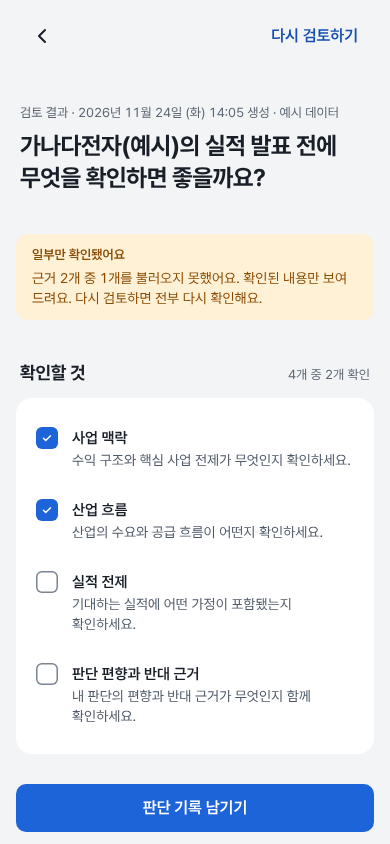 다시 검토하기
검토 결과 · 2026년 11월 24일 (화) 14:05 생성 · 예시 데이터
가나다전자(예시)의 실적 발표 전에
무엇을 확인하면 좋을까요?
일부만 확인됐어요
근거 2개 중 1개를 불러오지 못했어요. 확인된 내용만 보여
드려요. 다시 검토하면 전부 다시 확인해요.
확인할 것
4개 중 2개 확인
사업 맥락
수익 구조와 핵심 사업 전제가 무엇인지 확인하세요.
산업 흐름
산업의 수요와 공급 흐름이 어떤지 확인하세요.
실적 전제
기대하는 실적에 어떤 가정이 포함됐는지
확인하세요.
판단 편향과 반대 근거
내 판단의 편향과 반대 근거가 무엇인지 함께
확인하세요.
판단 기록 남기기